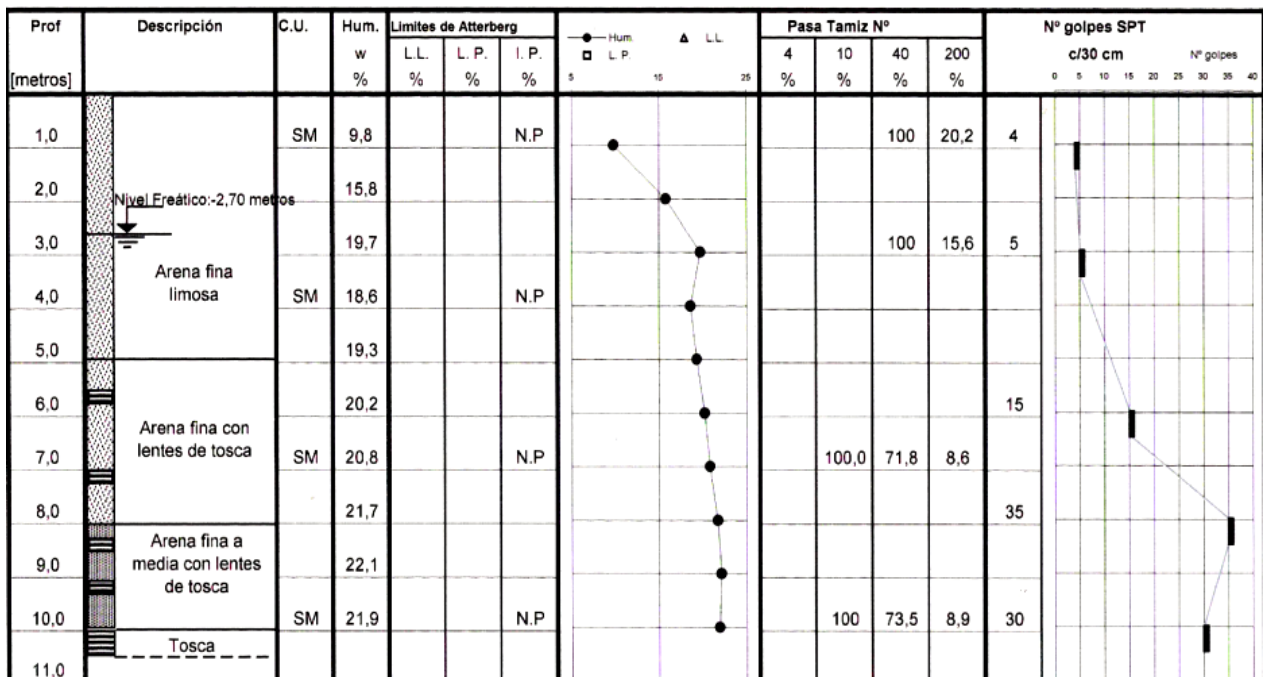 Prof Descripción C.U. Hum. Limites de Atterberg Hum. L.L. Pasa Tamiz Nº Nº golpes SPT
w L.L. L. P. I. P. L. P. 4 10 40 200 c/30 cm Nº golpes
[metros] % % % % 5 15 25 % % % % 0 5 10 15 20 25 30 35 40
1,0 SM 9,8 N.P 100 20,2 4
2,0 15,8
Nivel Freático:-2,70 metros
3,0 19,7 100 15,6 5
Arena fina
limosa
4,0 SM 18,6 N.P
5,0 19,3
6,0 20,2 15
Arena fina con
lentes de tosca
7,0 SM 20,8 N.P 100,0 71,8 8,6
8,0 21,7 35
Arena fina a
media con lentes
de tosca
9,0 22,1
10,0 SM 21,9 N.P 100 73,5 8,9 30
Tosca
11,0